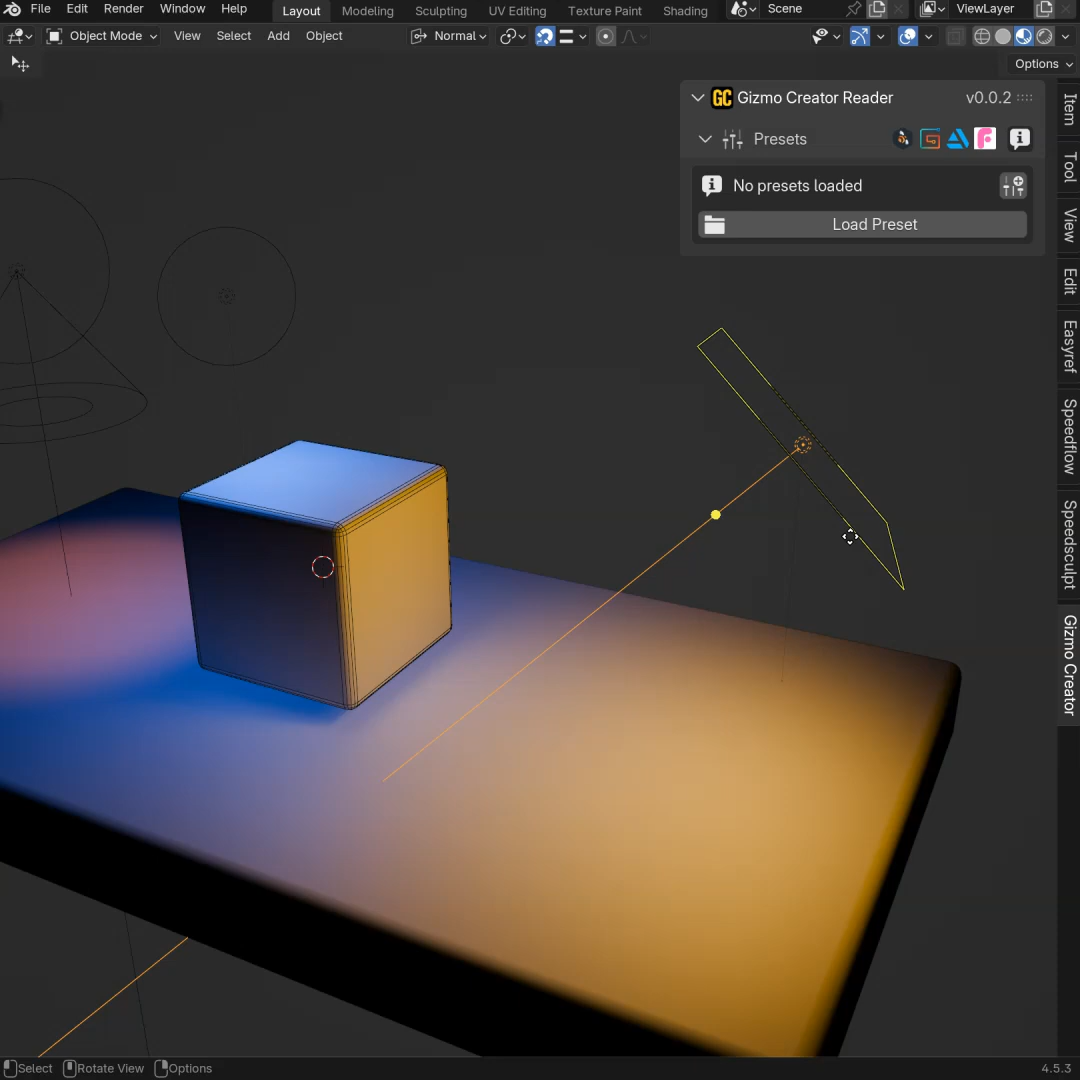 File Edit Render Window Help Layout Modeling Sculpting UV Editing Texture Paint Shading Scene ViewLayer
Object Mode View Select Add Object Normal
Options
GC Gizmo Creator Reader v0.0.2
Presets
No presets loaded
Load Preset
Item
Tool
View
Edit
Easyref
Speedflow
Speedsculpt
Gizmo Creator
Select Rotate View Options 4.5.3